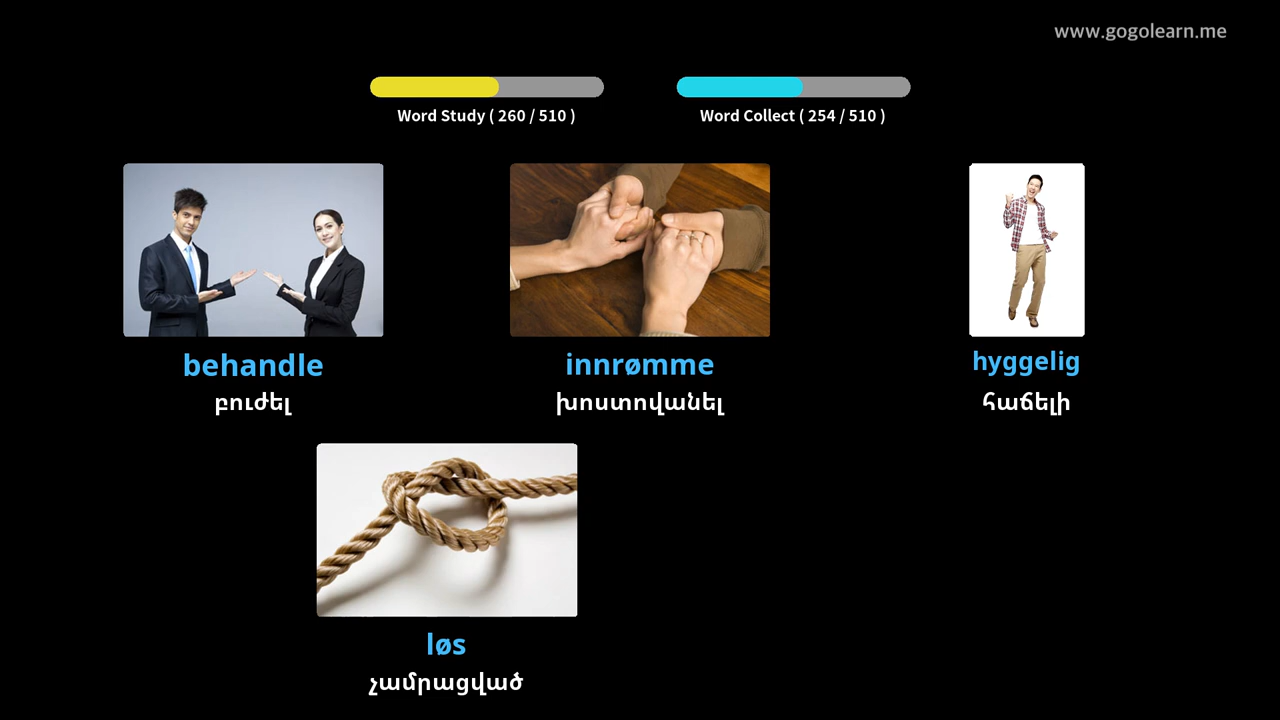 www.gogolearn.me
Word Study ( 260 / 510 )
Word Collect ( 254 / 510 )
behandle
innrømme
hyggelig
բուժել
խոստովանել
հաճելի
løs
չամրացված